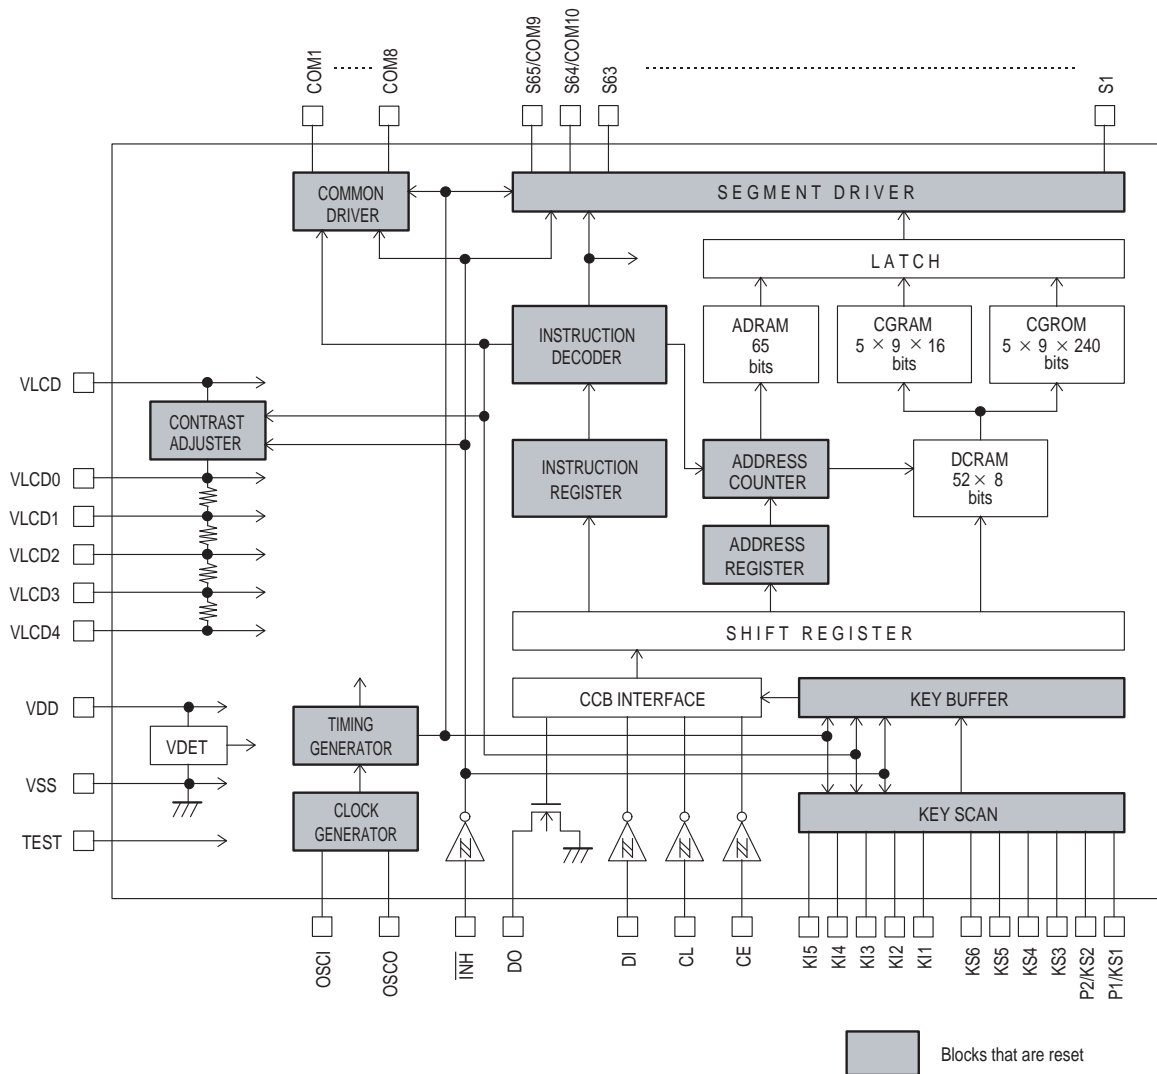 COM1
COM8
S65/COM9
S64/COM10
S63
S1
COMMON
DRIVER
SEGMENT DRIVER
LATCH
INSTRUCTION
DECODER
ADRAM
65
bits
CGRAM
5 × 9 × 16
bits
CGROM
5 × 9 × 240
bits
VLCD
CONTRAST
ADJUSTER
VLCD0
VLCD1
VLCD2
VLCD3
VLCD4
INSTRUCTION
REGISTER
ADDRESS
COUNTER
DCRAM
52 × 8
bits
ADDRESS
REGISTER
SHIFT REGISTER
VDD
VDET
VSS
TEST
TIMING
GENERATOR
CLOCK
GENERATOR
CCB INTERFACE
KEY BUFFER
KEY SCAN
OSCI
OSCO
INH
DO
DI
CL
CE
KI5
KI4
KI3
KI2
KI1
KS6
KS5
KS4
KS3
P2/KS2
P1/KS1
Blocks that are reset